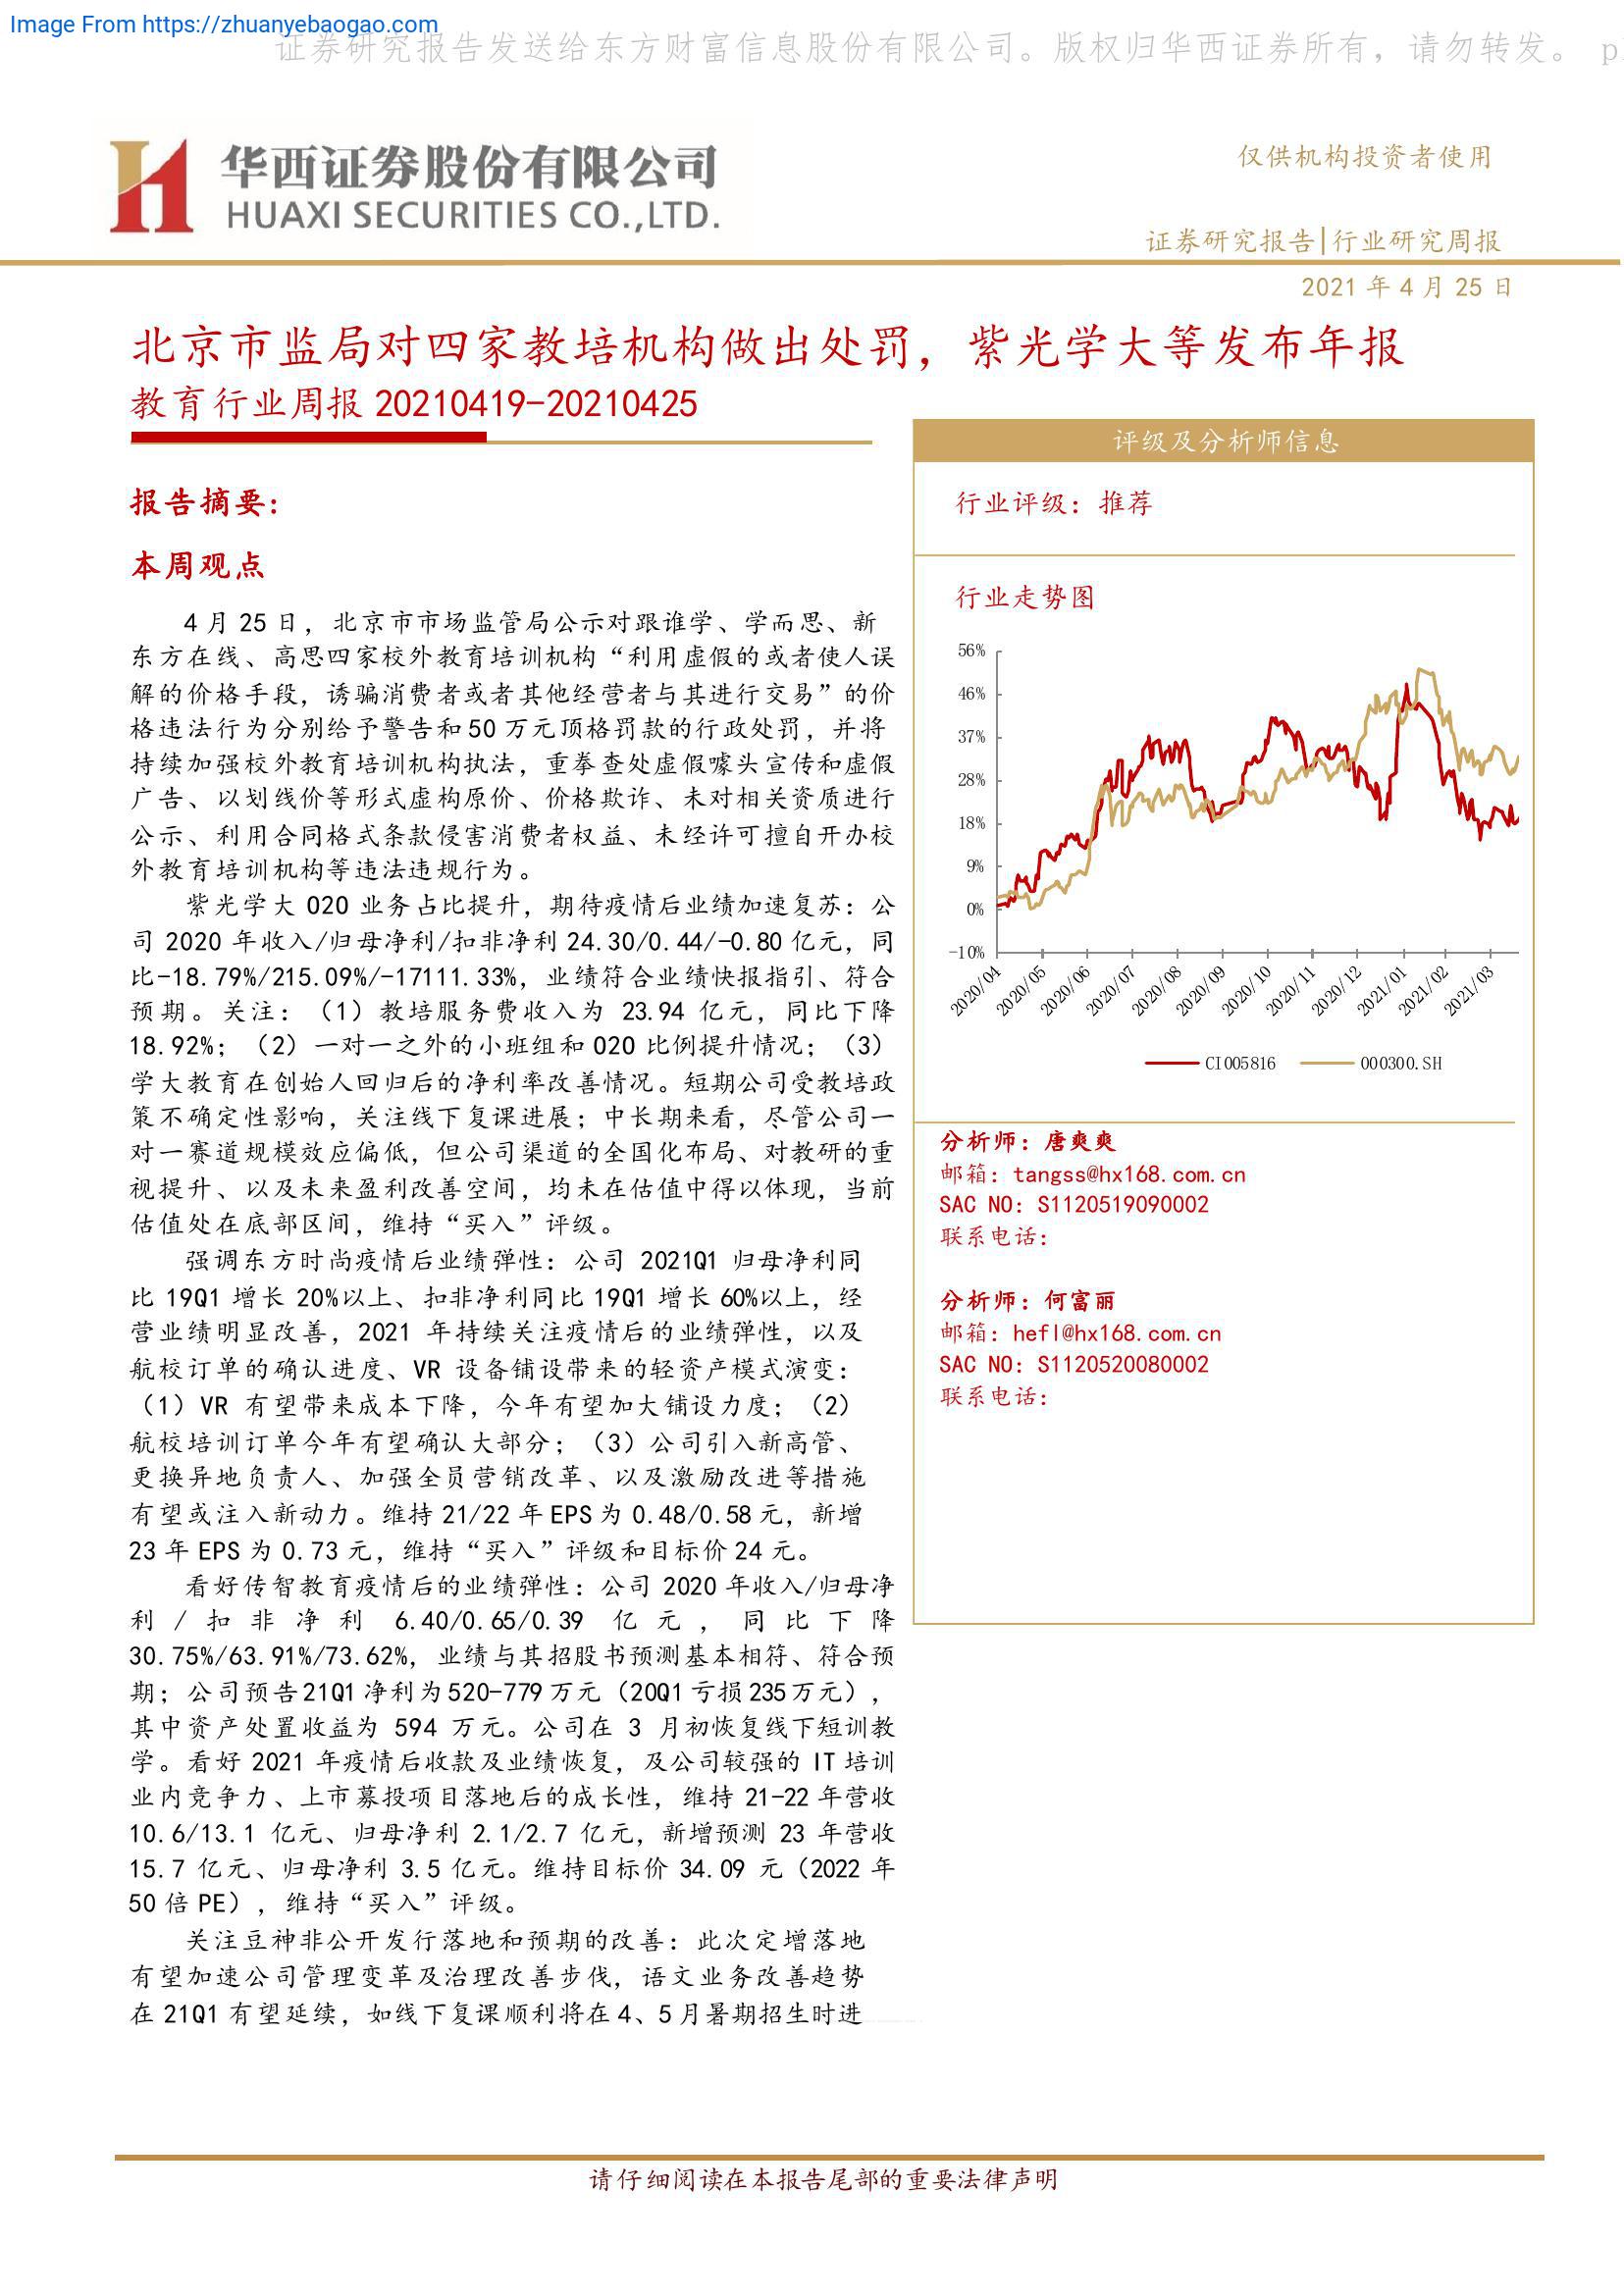 Image From https://zhuanyebaogao.com
证券研究报告发送给东方财富信息股份有限公司。版权归华西证券所有，请勿转发。 p
华西证券股份有限公司
HUAXI SECURITIES CO.,LTD.
仅供机构投资者使用
证券研究报告|行业研究周报
2021 年 4 月 25 日
北京市监局对四家教培机构做出处罚，紫光学大等发布年报
教育行业周报 20210419-20210425
报告摘要：
本周观点
4 月 25 日，北京市市场监管局公示对跟谁学、学而思、新
东方在线、高思四家校外教育培训机构“利用虚假的或者使人误
解的价格手段，诱骗消费者或者其他经营者与其进行交易”的价
格违法行为分别给予警告和 50 万元顶格罚款的行政处罚，并将
持续加强校外教育培训机构执法，重拳查处虚假噱头宣传和虚假
广告、以划线价等形式虚构原价、价格欺诈、未对相关资质进行
公示、利用合同格式条款侵害消费者权益、未经许可擅自开办校
外教育培训机构等违法违规行为。
紫光学大 O2O 业务占比提升，期待疫情后业绩加速复苏：公
司 2020 年收入/归母净利/扣非净利 24.30/0.44/-0.80 亿元，同
比-18.79%/215.09%/-17111.33%，业绩符合业绩快报指引、符合
预期。关注：（1）教培服务费收入为 23.94 亿元，同比下降
18.92%；（2）一对一之外的小班组和 O2O 比例提升情况；（3）
学大教育在创始人回归后的净利率改善情况。短期公司受教培政
策不确定性影响，关注线下复课进展；中长期来看，尽管公司一
对一赛道规模效应偏低，但公司渠道的全国化布局、对教研的重
视提升、以及未来盈利改善空间，均未在估值中得以体现，当前
估值处在底部区间，维持“买入”评级。
强调东方时尚疫情后业绩弹性：公司 2021Q1 归母净利同
比 19Q1 增长 20%以上、扣非净利同比 19Q1 增长 60%以上，经
营业绩明显改善，2021 年持续关注疫情后的业绩弹性，以及
航校订单的确认进度、VR 设备铺设带来的轻资产模式演变：
（1）VR 有望带来成本下降，今年有望加大铺设力度；（2）
航校培训订单今年有望确认大部分；（3）公司引入新高管、
更换异地负责人、加强全员营销改革、以及激励改进等措施
有望或注入新动力。维持 21/22 年 EPS 为 0.48/0.58 元，新增
23 年 EPS 为 0.73 元，维持“买入”评级和目标价 24 元。
看好传智教育疫情后的业绩弹性：公司 2020 年收入/归母净
利/扣非净利 6.40/0.65/0.39 亿元，同比下降
30.75%/63.91%/73.62%，业绩与其招股书预测基本相符、符合预
期；公司预告 21Q1 净利为 520-779 万元（20Q1 亏损 235 万元），
其中资产处置收益为 594 万元。公司在 3 月初恢复线下短训教
学。看好 2021 年疫情后收款及业绩恢复，及公司较强的 IT 培训
业内竞争力、上市募投项目落地后的成长性，维持 21-22 年营收
10.6/13.1 亿元、归母净利 2.1/2.7 亿元，新增预测 23 年营收
15.7 亿元、归母净利 3.5 亿元。维持目标价 34.09 元（2022 年
50 倍 PE），维持“买入”评级。
关注豆神非公开发行落地和预期的改善：此次定增落地
有望加速公司管理变革及治理改善步伐，语文业务改善趋势
在 21Q1 有望延续，如线下复课顺利将在 4、5 月暑期招生时进
评级及分析师信息
行业评级：推荐
行业走势图
56%
46%
37%
28%
18%
9%
0%
-10%
2020/04 2020/05 2020/06 2020/07 2020/08 2020/09 2020/10 2020/11 2020/12 2021/01 2021/02 2021/03
CI005816 000300.SH
分析师：唐爽爽
邮箱：tangss@hx168.com.cn
SAC NO：S1120519090002
联系电话：
分析师：何富丽
邮箱：hefl@hx168.com.cn
SAC NO：S1120520080002
联系电话：
请仔细阅读在本报告尾部的重要法律声明